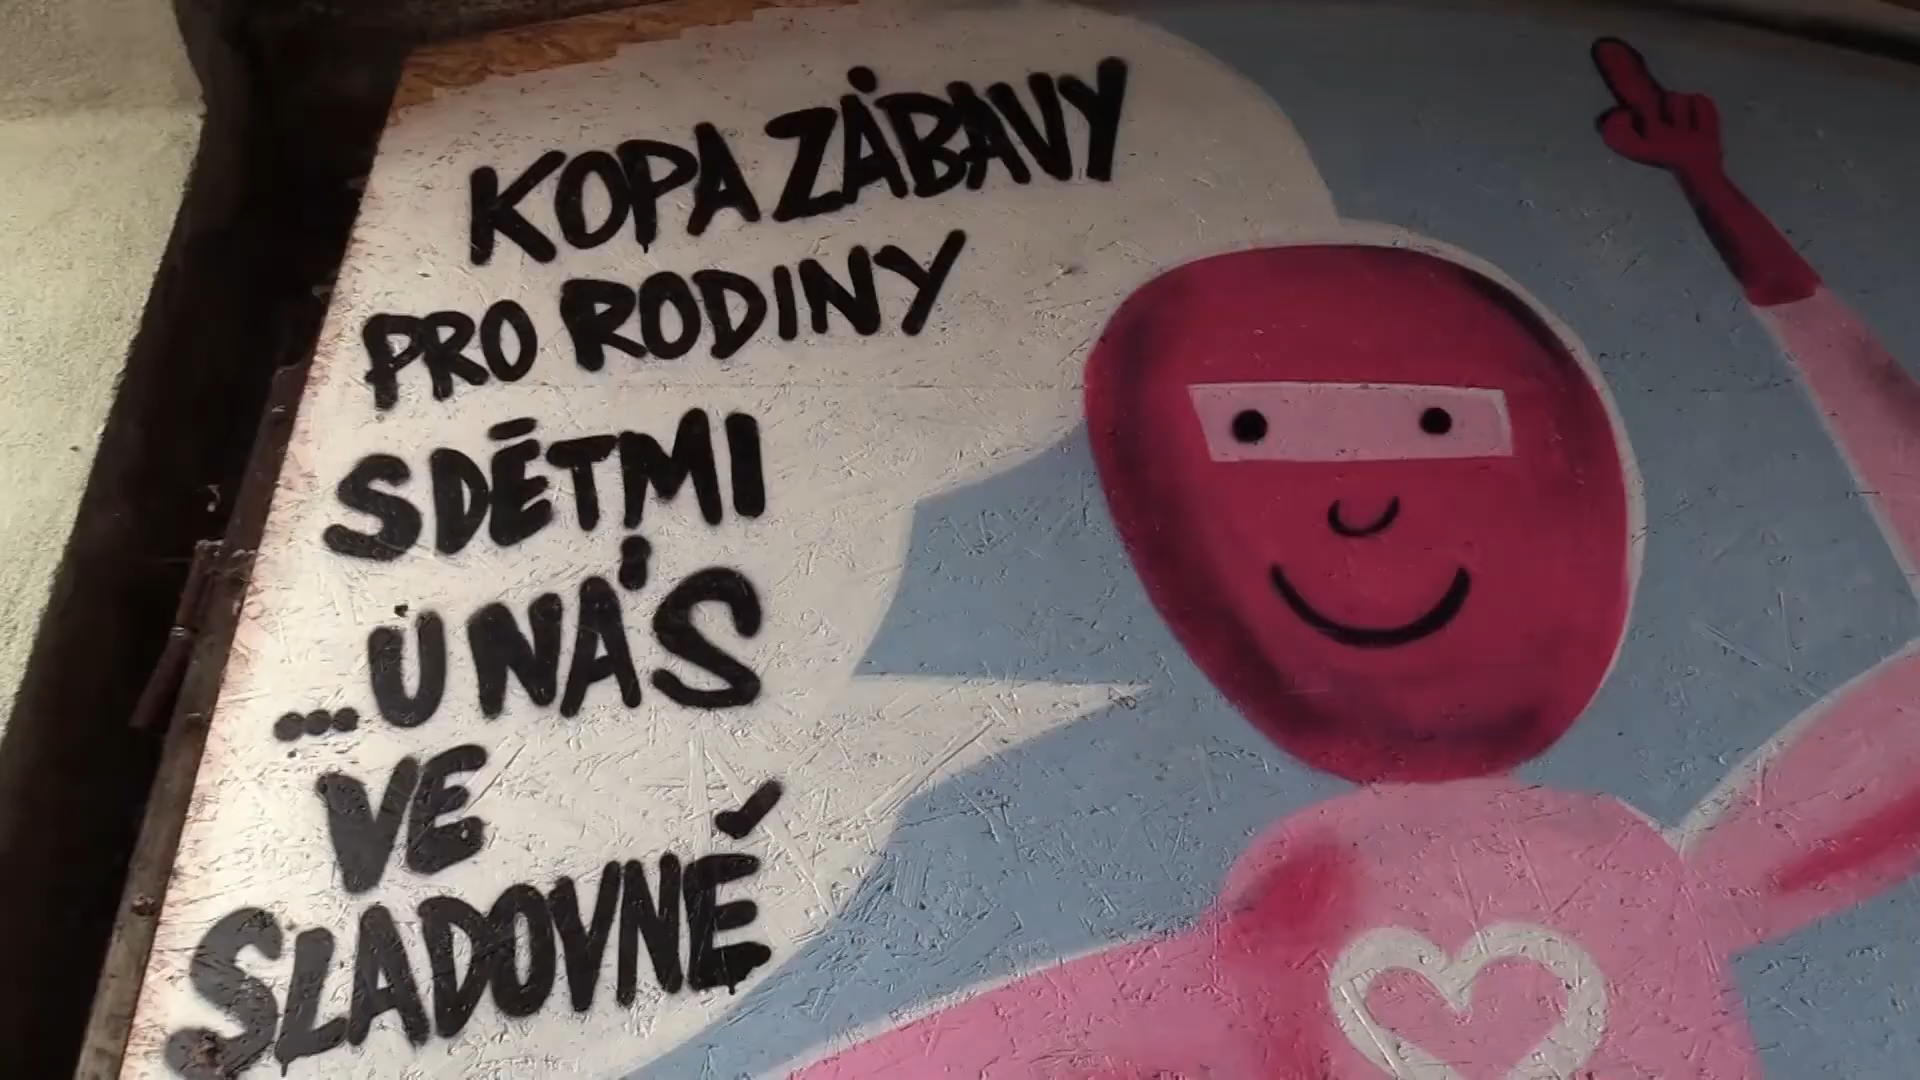 KOPA ZÁBAVY
PRO RODINY
S DĚTMI
...U NÁS
VE
SLADOVNĚ